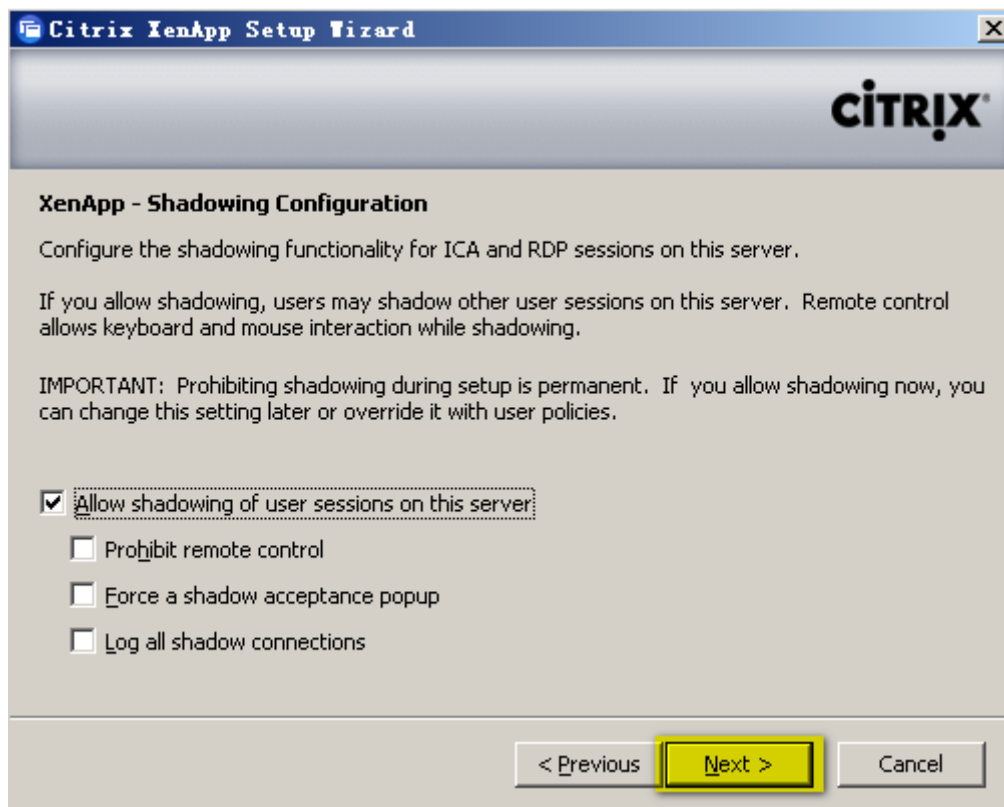 Citrix XenApp Setup Wizard
CiTRIX
XenApp - Shadowing Configuration
Configure the shadowing functionality for ICA and RDP sessions on this server.
If you allow shadowing, users may shadow other user sessions on this server. Remote control
allows keyboard and mouse interaction while shadowing.
IMPORTANT: Prohibiting shadowing during setup is permanent. If you allow shadowing now, you
can change this setting later or override it with user policies.
Allow shadowing of user sessions on this server
Prohibit remote control
Force a shadow acceptance popup
Log all shadow connections
< Previous
Next >
Cancel